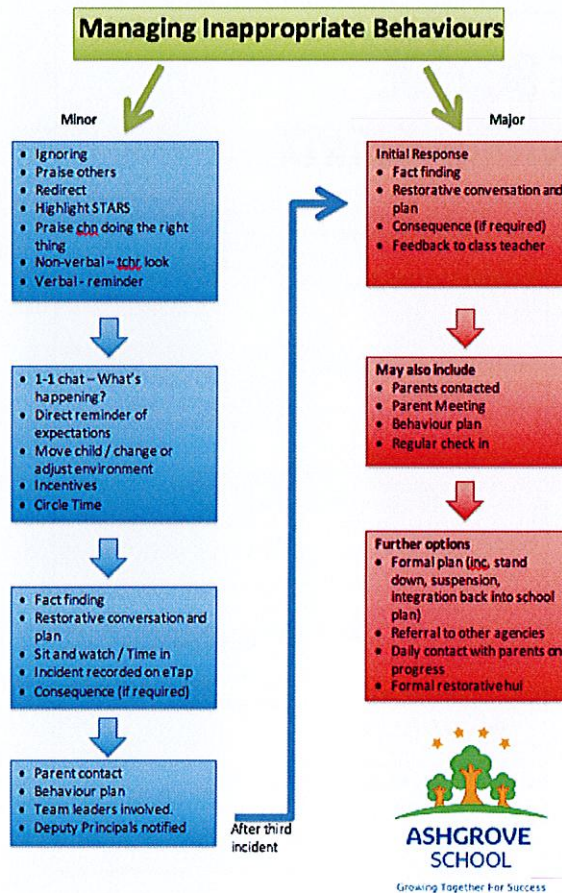 Managing Inappropriate Behaviours
Minor
• Ignoring
• Praise others
• Redirect
• Highlight STARS
• Praise chn doing the right
thing
• Non-verbal – tchr look
• Verbal - reminder
• 1-1 chat – What's
happening?
• Direct reminder of
expectations
• Move child / change or
adjust environment
• Incentives
• Circle Time
• Fact finding
• Restorative conversation and
plan
• Sit and watch / Time in
• Incident recorded on eTap
• Consequence (if required)
• Parent contact
• Behaviour plan
• Team leaders involved.
• Deputy Principals notified
After third
incident
Major
Initial Response
• Fact finding
• Restorative conversation and
plan
• Consequence (if required)
• Feedback to class teacher
May also include
• Parents contacted
• Parent Meeting
• Behaviour plan
• Regular check in
Further options
• Formal plan (inc, stand
down, suspension,
integration back into school
plan)
• Referral to other agencies
• Daily contact with parents on
progress
• Formal restorative hui
ASHGROVE
SCHOOL
Growing Together For Success